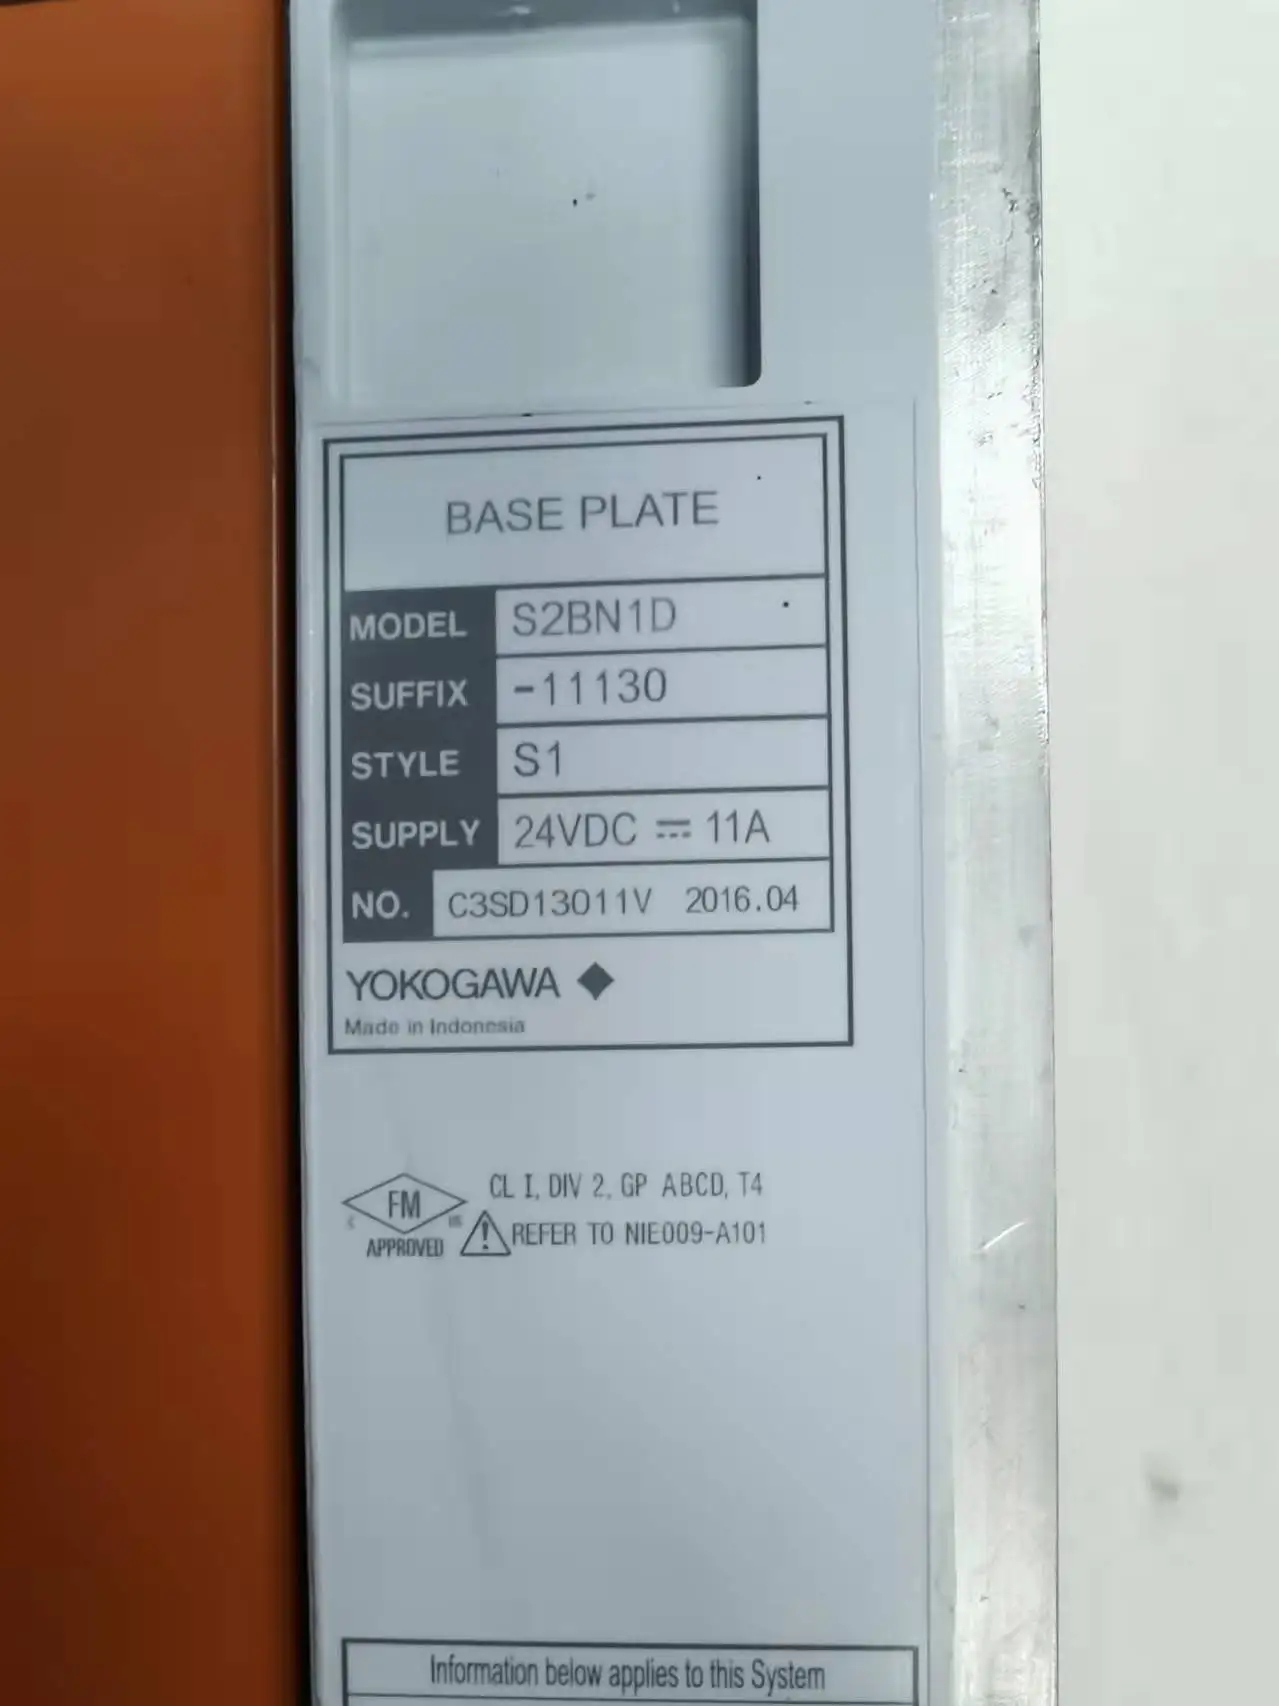 BASE PLATE
MODEL S2BN1D
SUFFIX -11130
STYLE S1
SUPPLY 24VDC ⎓ 11A
NO. C3SD13011V 2016.04
YOKOGAWA ◆
Made in Indonesia
FM CL I, DIV 2, GP ABCD, T4
APPROVED ⚠ REFER TO NIE009-A101
Information below applies to this System